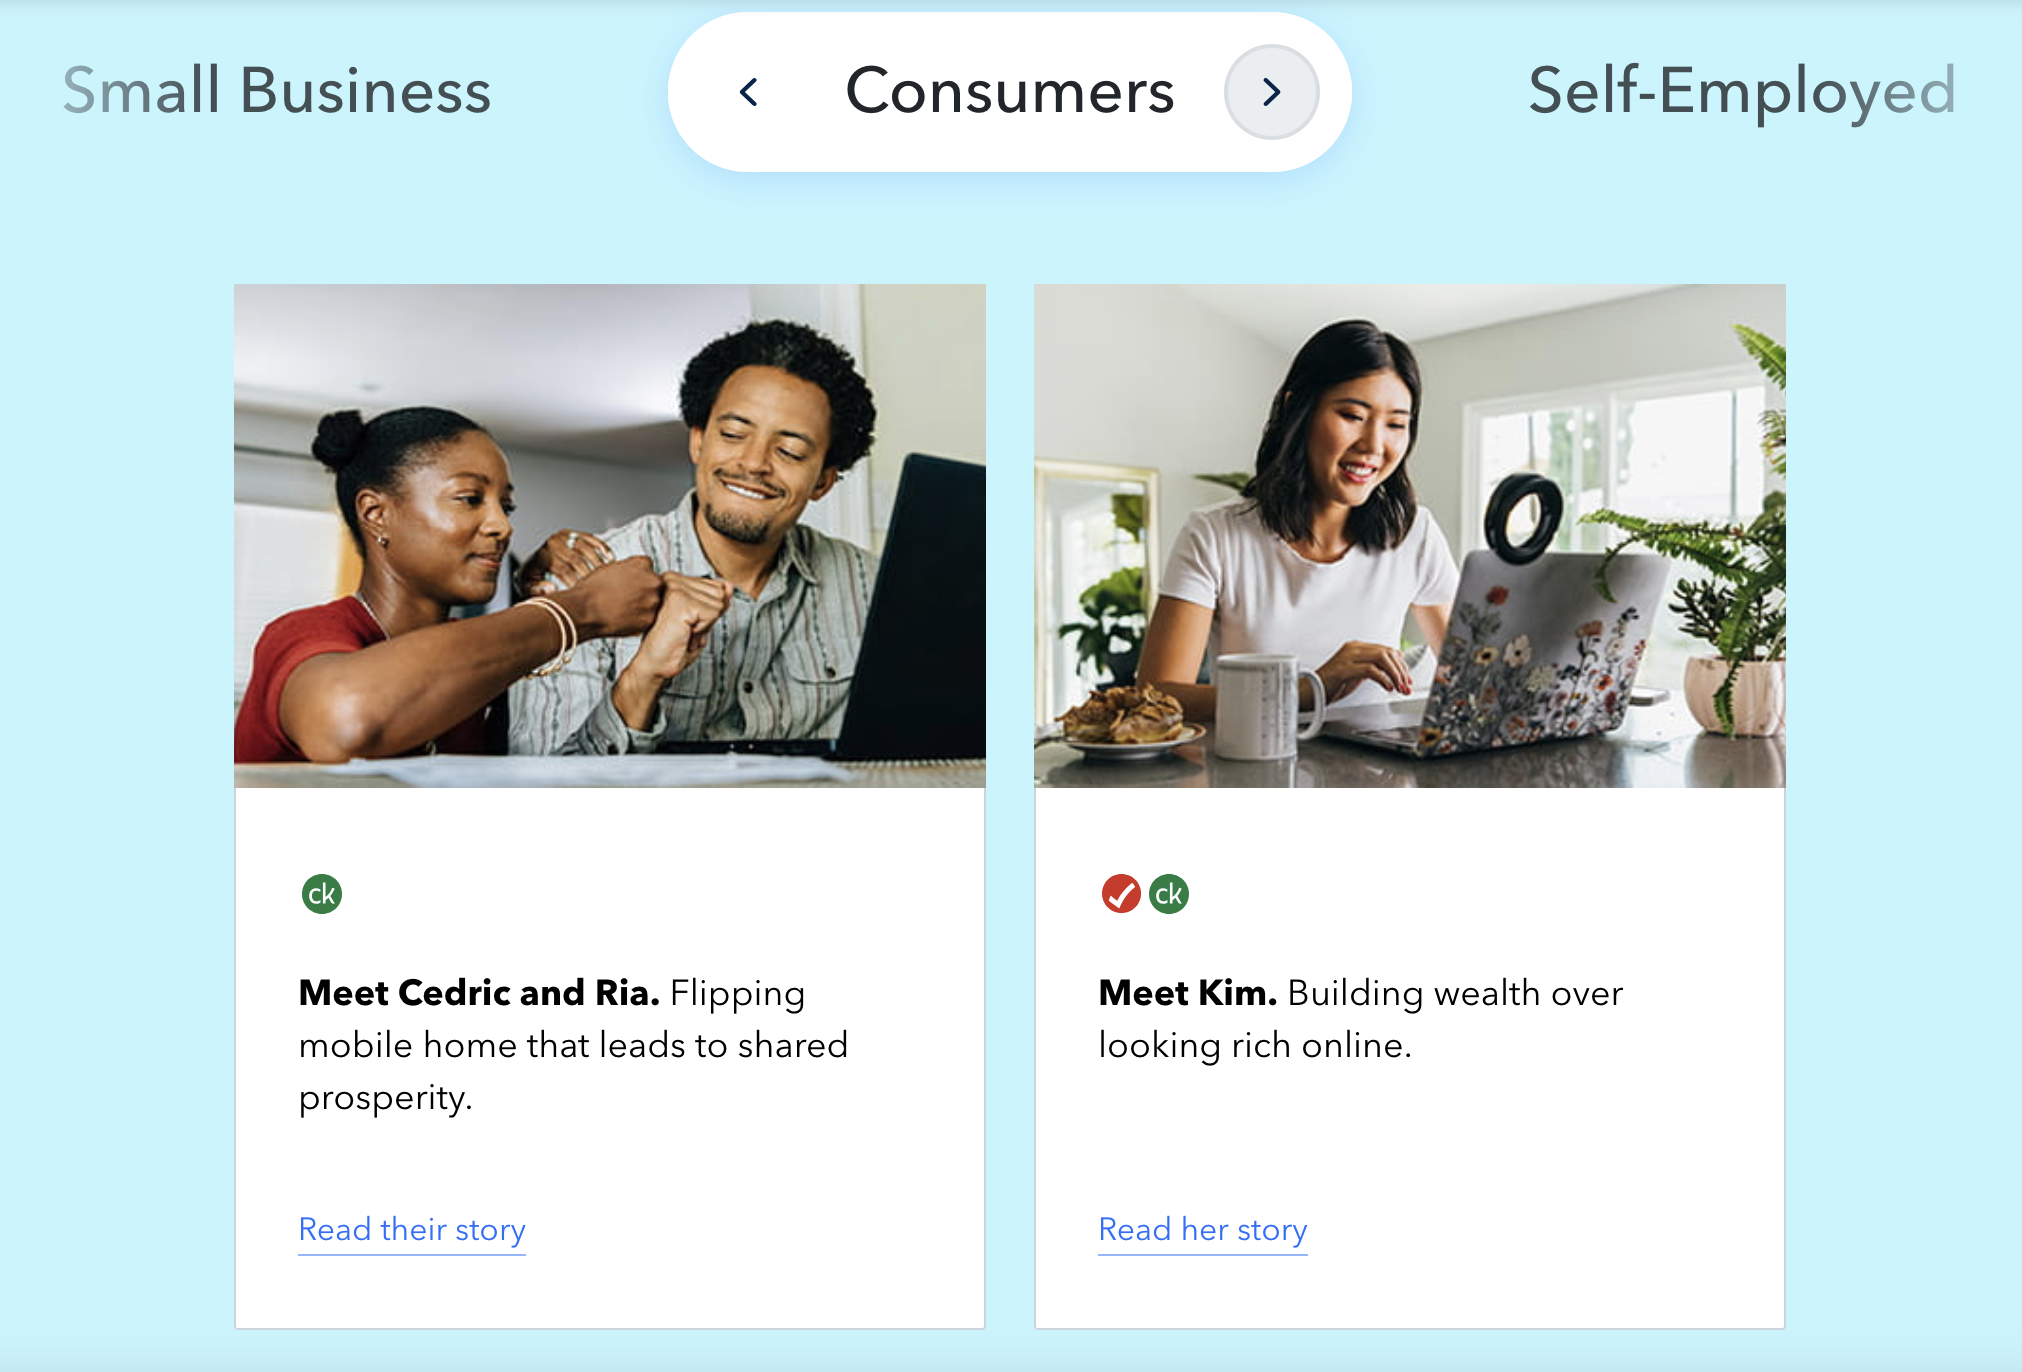 Small Business
Consumers
Self-Employed
ck
ck
Meet Cedric and Ria. Flipping
mobile home that leads to shared
prosperity.
Meet Kim. Building wealth over
looking rich online.
Read their story
Read her story